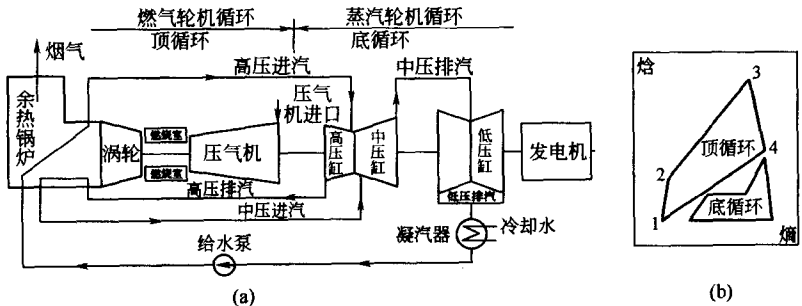 燃气轮机循环
蒸汽轮机循环
顶循环
底循环
烟气
高压进汽
中压排汽
压气
机进口
余热锅炉
涡轮
燃烧室
燃烧室
压气机
高压缸
中压缸
低压缸
发电机
高压排汽
中压进汽
低压排汽
凝汽器
冷却水
给水泵
(a)
焓
3
顶循环
4
2
1
底循环
熵
(b)